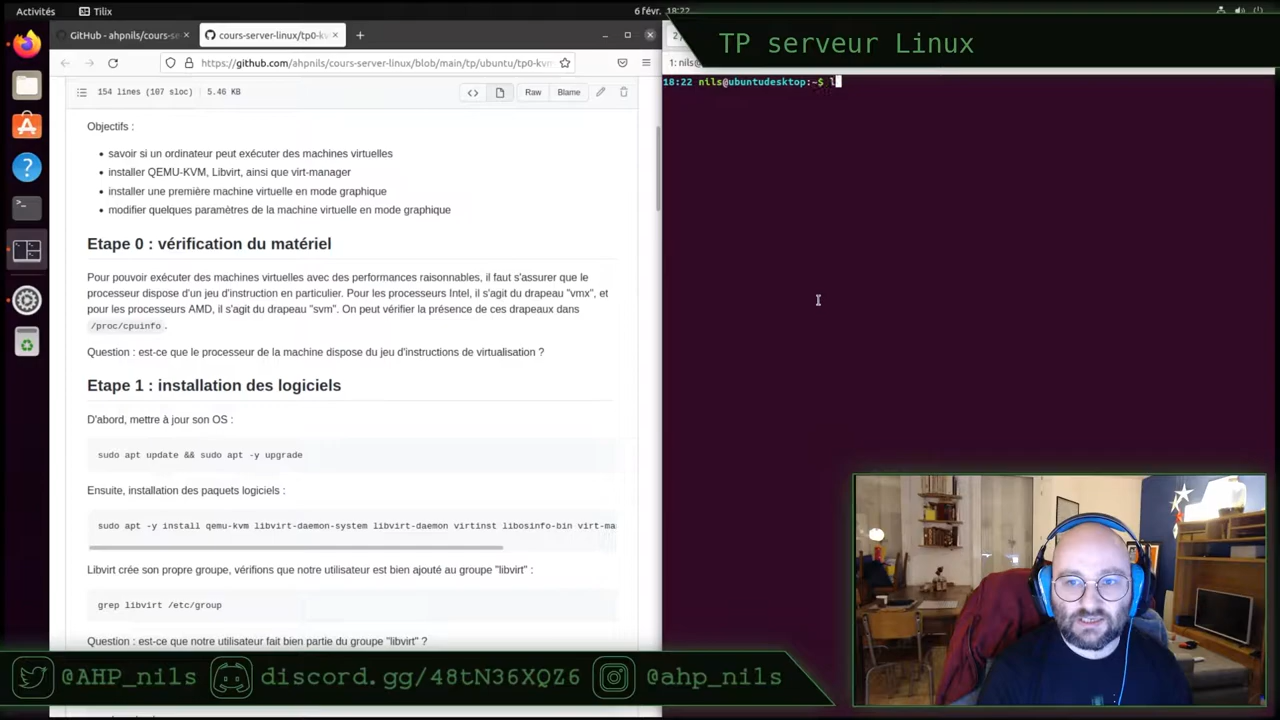 Activités
Tilix
6 févr. 18:22
TP serveur Linux
GitHub - ahpnils/cours-s
cours-server-linux/tp0-k
https://github.com/ahpnils/cours-server-linux/blob/main/tp/ubuntu/tp0-kvm
1: nils@
154 lines (107 sloc)
5.46 KB
Raw
Blame
18:22 nils@ubuntudesktop:~$ l
Objectifs :
• savoir si un ordinateur peut exécuter des machines virtuelles
• installer QEMU-KVM, Libvirt, ainsi que virt-manager
• installer une première machine virtuelle en mode graphique
• modifier quelques paramètres de la machine virtuelle en mode graphique
Etape 0 : vérification du matériel
Pour pouvoir exécuter des machines virtuelles avec des performances raisonnables, il faut s'assurer que le
processeur dispose d'un jeu d'instruction en particulier. Pour les processeurs Intel, il s'agit du drapeau "vmx", et
pour les processeurs AMD, il s'agit du drapeau "svm". On peut vérifier la présence de ces drapeaux dans
/proc/cpuinfo .
Question : est-ce que le processeur de la machine dispose du jeu d'instructions de virtualisation ?
Etape 1 : installation des logiciels
D'abord, mettre à jour son OS :
sudo apt update && sudo apt -y upgrade
Ensuite, installation des paquets logiciels :
sudo apt -y install qemu-kvm libvirt-daemon-system libvirt-daemon virtinst libosinfo-bin virt-ma
Libvirt crée son propre groupe, vérifions que notre utilisateur est bien ajouté au groupe "libvirt" :
grep libvirt /etc/group
Question : est-ce que notre utilisateur fait bien partie du groupe "libvirt" ?
@AHP_nils
discord.gg/48tN36XQZ6
@ahp_nils